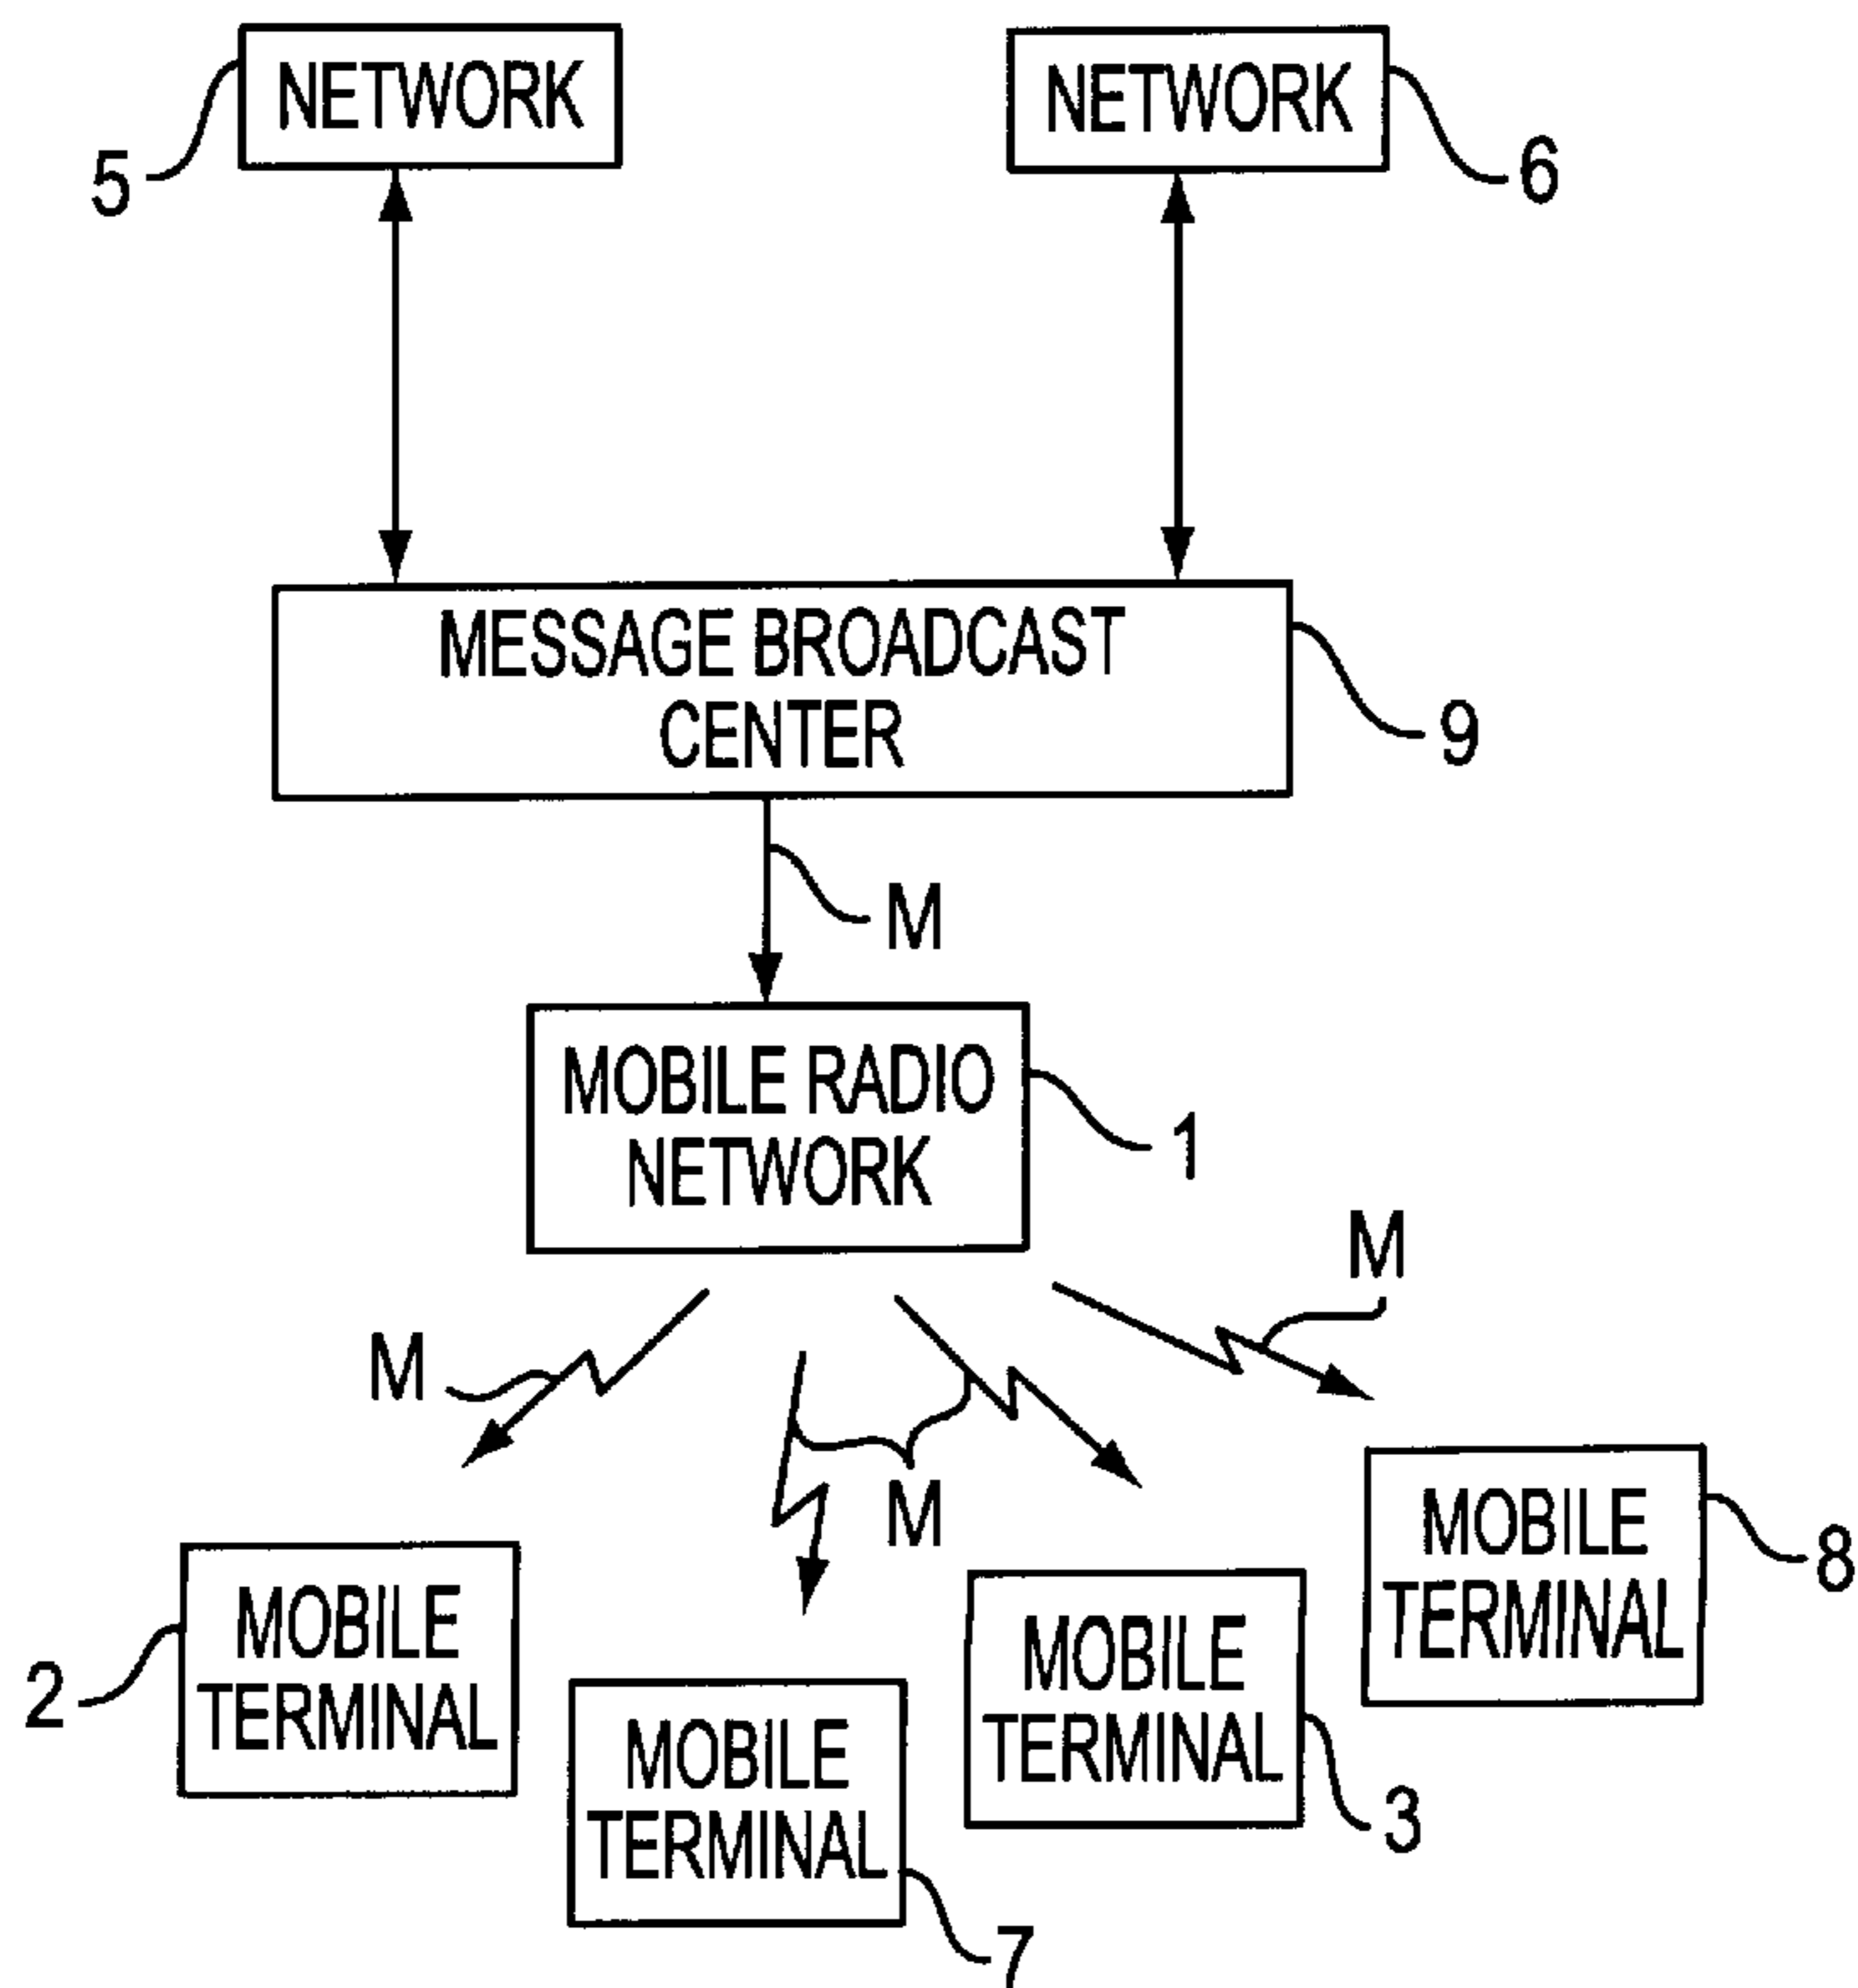 NETWORK
NETWORK
5
6
MESSAGE BROADCAST
CENTER
9
M
MOBILE RADIO
NETWORK
1
M
M
M
MOBILE
TERMINAL
8
MOBILE
TERMINAL
2
MOBILE
TERMINAL
3
MOBILE
TERMINAL
7